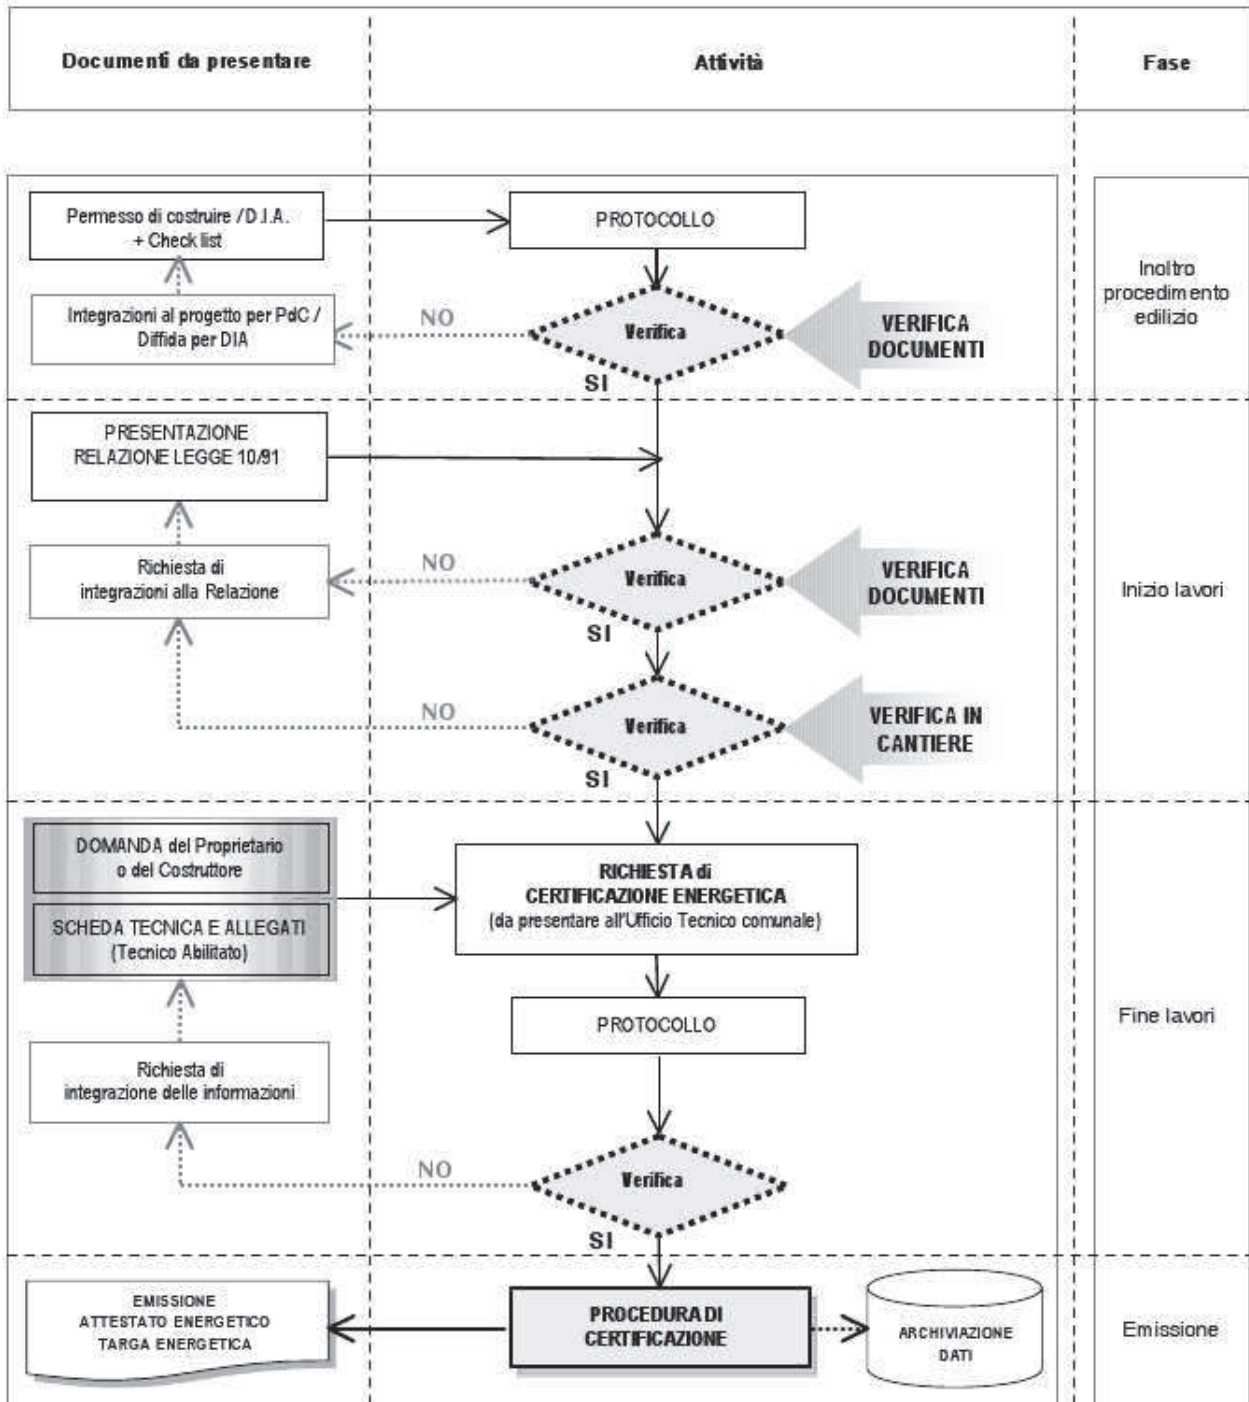 Documenti da presentare
Attività
Fase
Permesso di costruire / D.I.A.
+ Check list
PROTOCOLLO
Integrazioni al progetto per PdC /
Diffida per DIA
NO
Verifica
SI
VERIFICA
DOCUMENTI
Inoltro
procedimento
edilizio
PRESENTAZIONE
RELAZIONE LEGGE 10/91
Richiesta di
integrazioni alla Relazione
NO
Verifica
SI
VERIFICA
DOCUMENTI
Inizio lavori
NO
Verifica
SI
VERIFICA IN
CANTIERE
DOMANDA del Proprietario
o del Costruttore
SCHEDA TECNICA E ALLEGATI
(Tecnico Abilitato)
RICHIESTA di
CERTIFICAZIONE ENERGETICA
(da presentare all'Ufficio Tecnico comunale)
PROTOCOLLO
Fine lavori
Richiesta di
integrazione delle informazioni
NO
Verifica
SI
EMISSIONE
ATTESTATO ENERGETICO
TARGA ENERGETICA
PROCEDURA DI
CERTIFICAZIONE
ARCHIVIAZIONE
DATI
Emissione